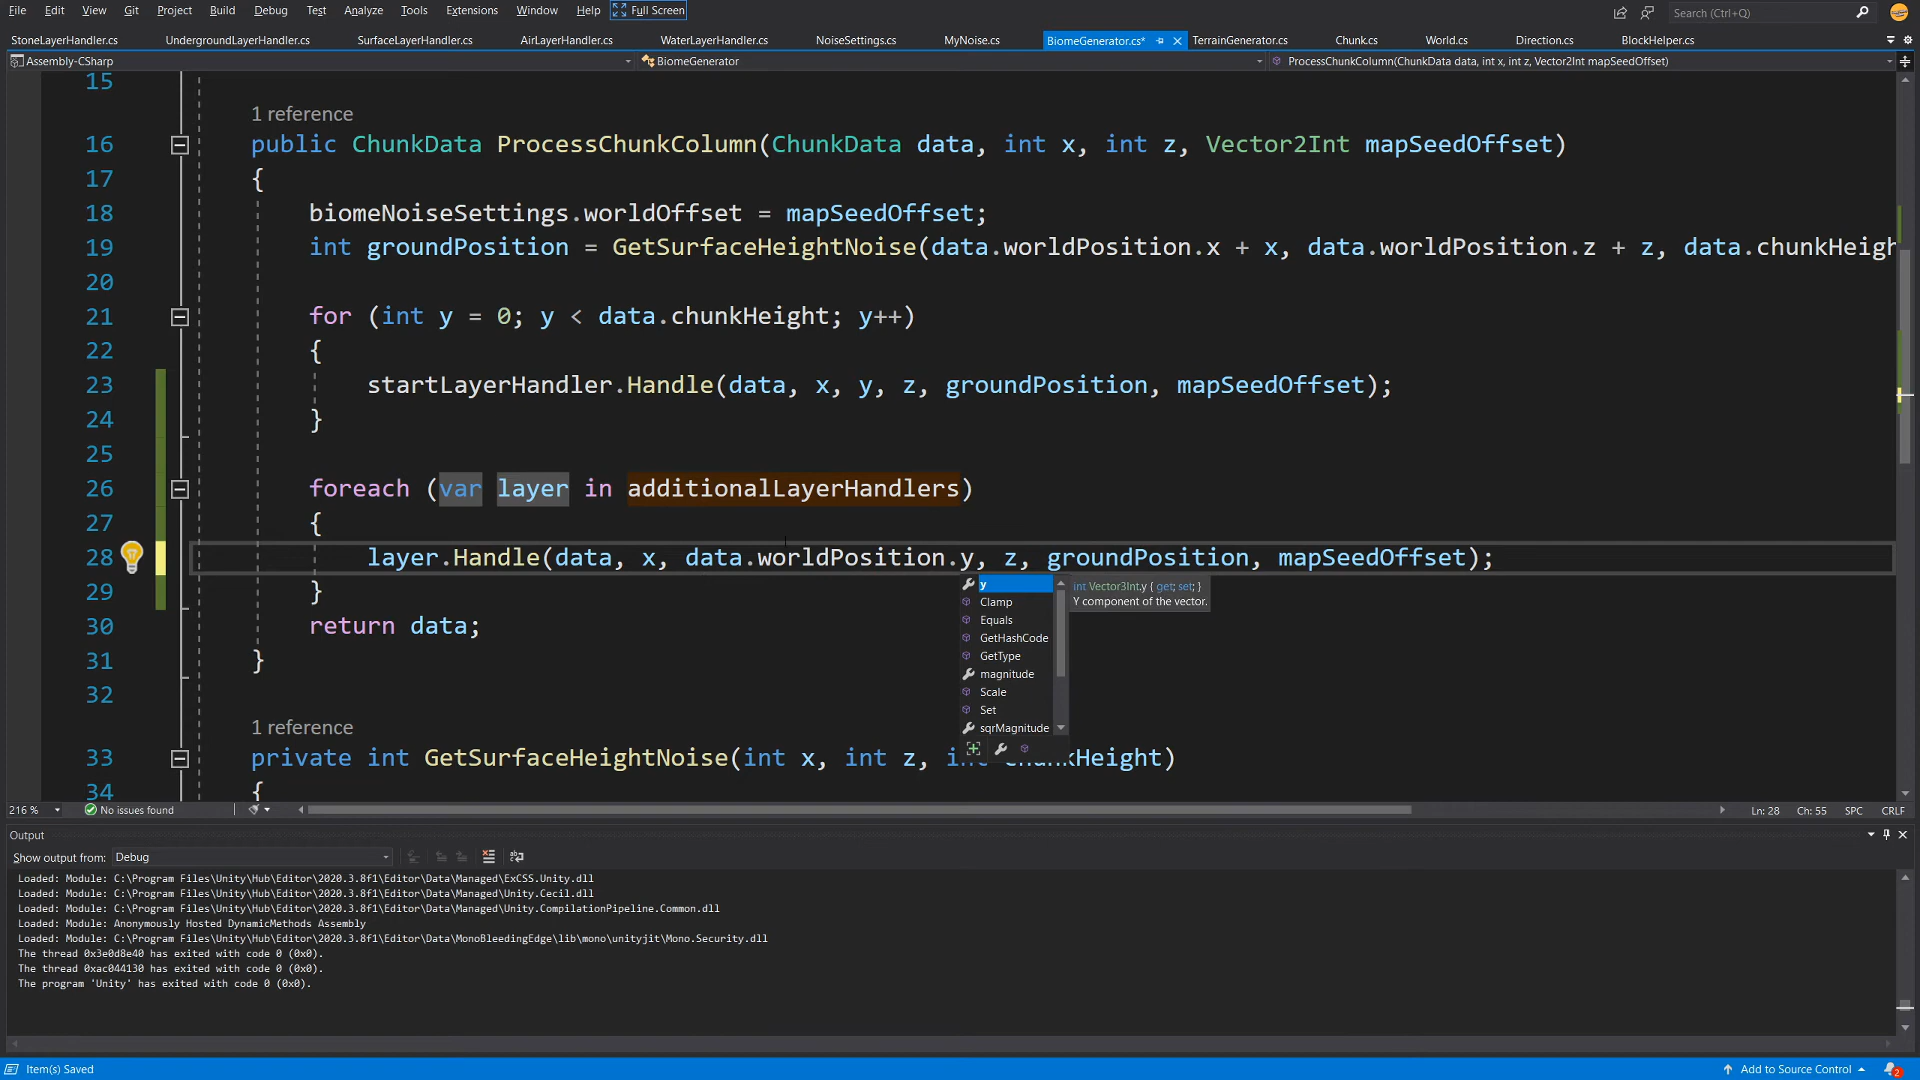 File Edit View Git Project Build Debug Test Analyze Tools Extensions Window Help Full Screen Search (Ctrl+Q)
StoneLayerHandler.cs UndergroundLayerHandler.cs SurfaceLayerHandler.cs AirLayerHandler.cs WaterLayerHandler.cs NoiseSettings.cs MyNoise.cs BiomeGenerator.cs* TerrainGenerator.cs Chunk.cs World.cs Direction.cs BlockHelper.cs
Assembly-CSharp BiomeGenerator ProcessChunkColumn(ChunkData data, int x, int z, Vector2Int mapSeedOffset)
15
1 reference
16 public ChunkData ProcessChunkColumn(ChunkData data, int x, int z, Vector2Int mapSeedOffset)
17 {
18 biomeNoiseSettings.worldOffset = mapSeedOffset;
19 int groundPosition = GetSurfaceHeightNoise(data.worldPosition.x + x, data.worldPosition.z + z, data.chunkHeigh
20
21 for (int y = 0; y < data.chunkHeight; y++)
22 {
23 startLayerHandler.Handle(data, x, y, z, groundPosition, mapSeedOffset);
24 }
25
26 foreach (var layer in additionalLayerHandlers)
27 {
28 layer.Handle(data, x, data.worldPosition.y, z, groundPosition, mapSeedOffset);
y int Vector3Int.y { get; set; }
Clamp Y component of the vector.
29 }
Equals
30 return data;
GetHashCode
GetType
31 }
magnitude
32
Scale
Set
sqrMagnitude
1 reference
33 private int GetSurfaceHeightNoise(int x, int z, int chunkHeight)
34 {
216 % No issues found Ln: 28 Ch: 55 SPC CRLF
Output
Show output from: Debug
Loaded: Module: C:\Program Files\Unity\Hub\Editor\2020.3.8f1\Editor\Data\Managed\ExCSS.Unity.dll
Loaded: Module: C:\Program Files\Unity\Hub\Editor\2020.3.8f1\Editor\Data\Managed\Unity.Cecil.dll
Loaded: Module: C:\Program Files\Unity\Hub\Editor\2020.3.8f1\Editor\Data\Managed\Unity.CompilationPipeline.Common.dll
Loaded: Module: Anonymously Hosted DynamicMethods Assembly
Loaded: Module: C:\Program Files\Unity\Hub\Editor\2020.3.8f1\Editor\Data\MonoBleedingEdge\lib\mono\unityjit\Mono.Security.dll
The thread 0x3e0d8e40 has exited with code 0 (0x0).
The thread 0xac044130 has exited with code 0 (0x0).
The program 'Unity' has exited with code 0 (0x0).
Item(s) Saved Add to Source Control 2